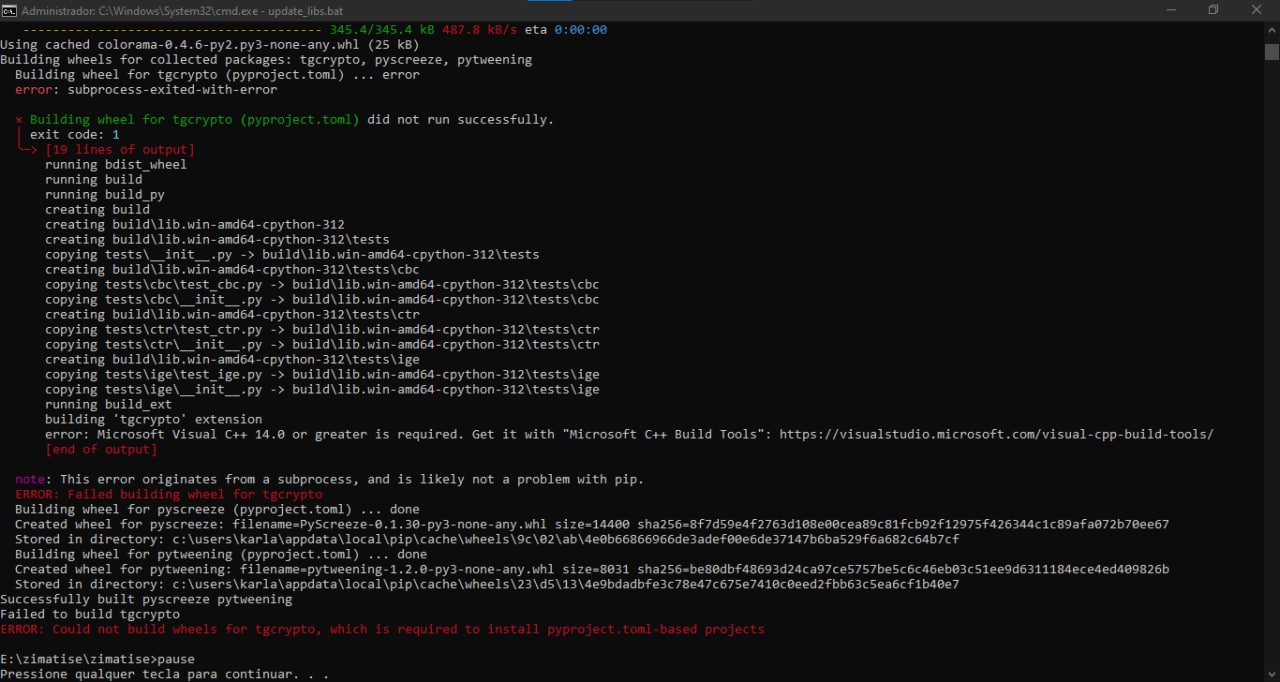 Administrador: C:\Windows\System32\cmd.exe - update_libs.bat
---------------------------------------- 345.4/345.4 kB 487.8 kB/s eta 0:00:00
Using cached colorama-0.4.6-py2.py3-none-any.whl (25 kB)
Building wheels for collected packages: tgcrypto, pyscreeze, pytweening
  Building wheel for tgcrypto (pyproject.toml) ... error
  error: subprocess-exited-with-error

  × Building wheel for tgcrypto (pyproject.toml) did not run successfully.
  │ exit code: 1
  ╰─> [19 lines of output]
      running bdist_wheel
      running build
      running build_py
      creating build
      creating build\lib.win-amd64-cpython-312
      creating build\lib.win-amd64-cpython-312\tests
      copying tests\__init__.py -> build\lib.win-amd64-cpython-312\tests
      creating build\lib.win-amd64-cpython-312\tests\cbc
      copying tests\cbc\test_cbc.py -> build\lib.win-amd64-cpython-312\tests\cbc
      copying tests\cbc\__init__.py -> build\lib.win-amd64-cpython-312\tests\cbc
      creating build\lib.win-amd64-cpython-312\tests\ctr
      copying tests\ctr\test_ctr.py -> build\lib.win-amd64-cpython-312\tests\ctr
      copying tests\ctr\__init__.py -> build\lib.win-amd64-cpython-312\tests\ctr
      creating build\lib.win-amd64-cpython-312\tests\ige
      copying tests\ige\test_ige.py -> build\lib.win-amd64-cpython-312\tests\ige
      copying tests\ige\__init__.py -> build\lib.win-amd64-cpython-312\tests\ige
      running build_ext
      building 'tgcrypto' extension
      error: Microsoft Visual C++ 14.0 or greater is required. Get it with "Microsoft C++ Build Tools": https://visualstudio.microsoft.com/visual-cpp-build-tools/
      [end of output]

  note: This error originates from a subprocess, and is likely not a problem with pip.
  ERROR: Failed building wheel for tgcrypto
  Building wheel for pyscreeze (pyproject.toml) ... done
  Created wheel for pyscreeze: filename=PyScreeze-0.1.30-py3-none-any.whl size=14400 sha256=8f7d59e4f2763d108e00cea89c81fcb92f12975f426344c1c89afa072b70ee67
  Stored in directory: c:\users\karla\appdata\local\pip\cache\wheels\9c\02\ab\4e0b66866966de3adef00e6de37147b6ba529f6a682c64b7cf
  Building wheel for pytweening (pyproject.toml) ... done
  Created wheel for pytweening: filename=pytweening-1.2.0-py3-none-any.whl size=8031 sha256=be80dbf48693d24ca97ce5757be5c6c46eb03c51ee9d6311184ece4ed409826b
  Stored in directory: c:\users\karla\appdata\local\pip\cache\wheels\23\d5\13\4e9bdadbfe3c78e47c675e7410c0eed2fbb63c5ea6cf1b40e7
Successfully built pyscreeze pytweening
Failed to build tgcrypto
ERROR: Could not build wheels for tgcrypto, which is required to install pyproject.toml-based projects

E:\zimatise\zimatise>pause
Pressione qualquer tecla para continuar. . .